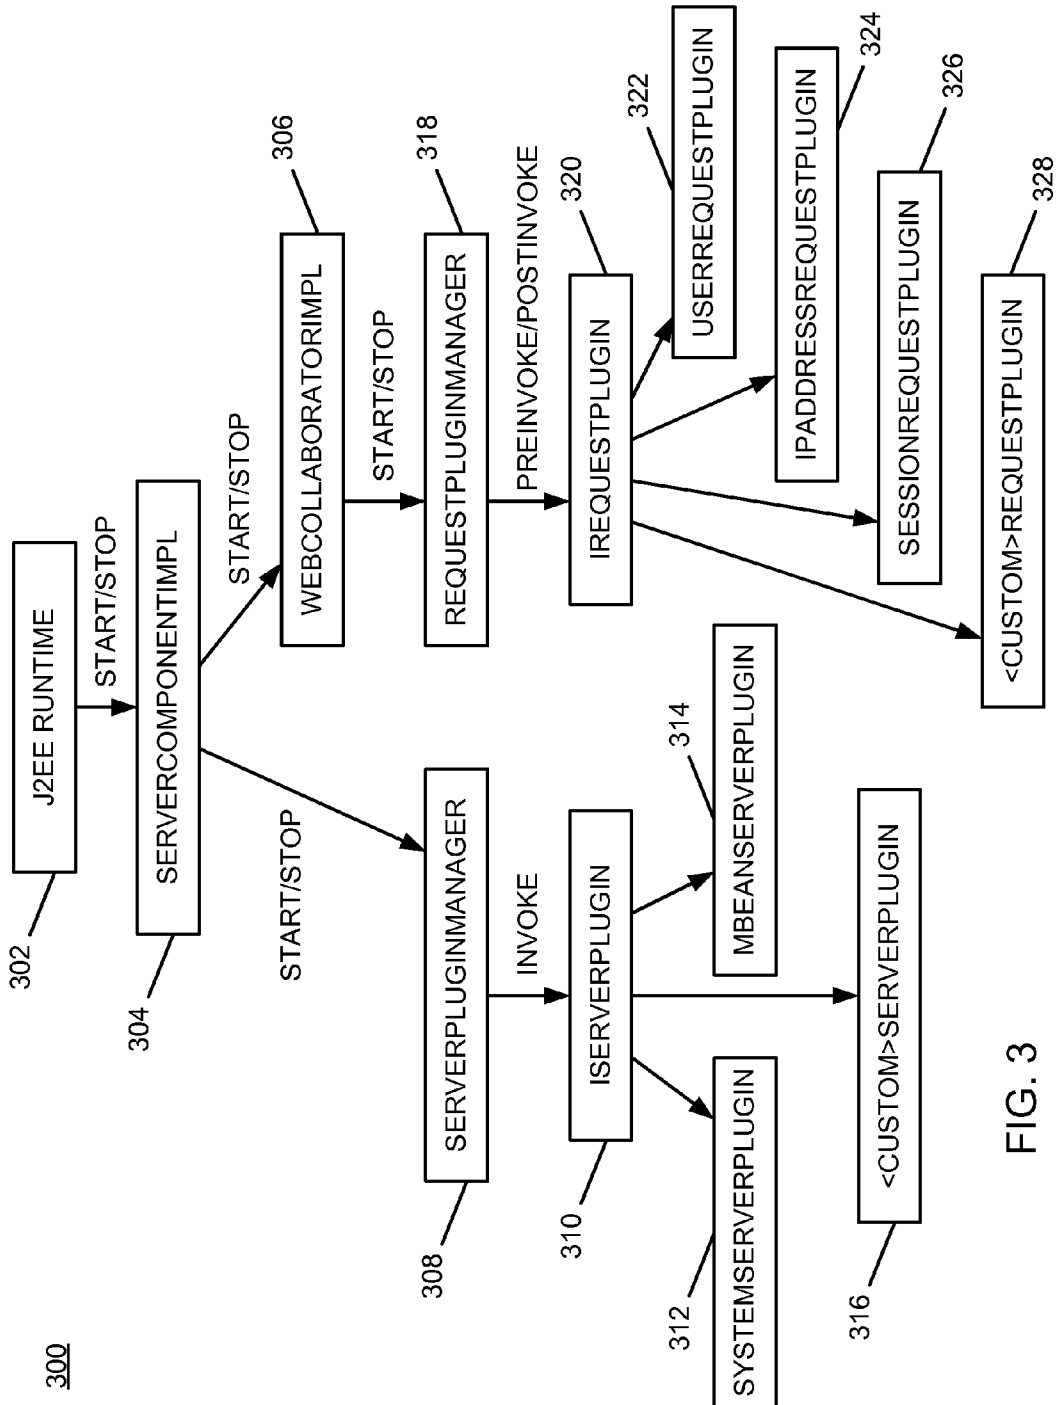 300
302
J2EE RUNTIME
START/STOP
304
SERVERCOMPONENTIMPL
START/STOP
START/STOP
306
WEBCOLLABORATORIMPL
START/STOP
308
SERVERPLUGINMANAGER
318
REQUESTPLUGINMANAGER
INVOKE
PREINVOKE/POSTINVOKE
310
ISERVERPLUGIN
320
IREQUESTPLUGIN
312
SYSTEMSERVERPLUGIN
314
MBEANSERVERPLUGIN
322
USERREQUESTPLUGIN
324
IPADDRESSREQUESTPLUGIN
316
<CUSTOM>SERVERPLUGIN
326
SESSIONREQUESTPLUGIN
328
<CUSTOM>REQUESTPLUGIN
FIG. 3